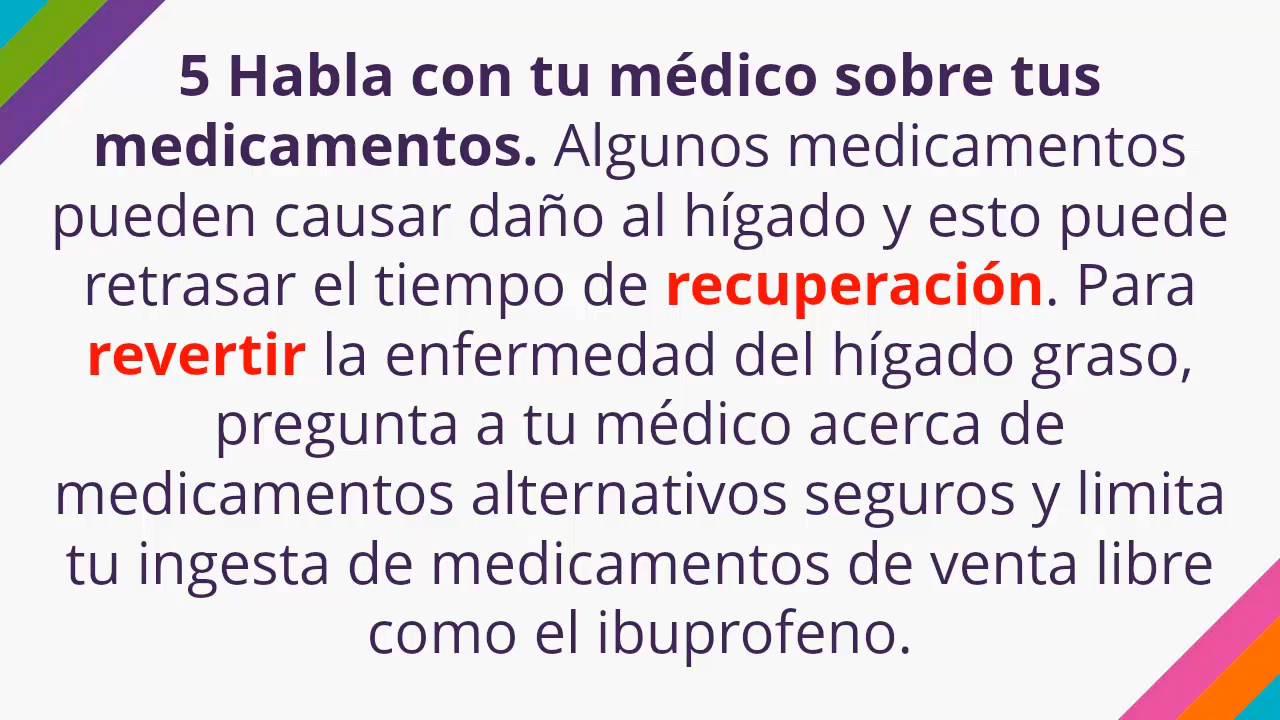 5 Habla con tu médico sobre tus
medicamentos. Algunos medicamentos
pueden causar daño al hígado y esto puede
retrasar el tiempo de recuperación. Para
revertir la enfermedad del hígado graso,
pregunta a tu médico acerca de
medicamentos alternativos seguros y limita
tu ingesta de medicamentos de venta libre
como el ibuprofeno.